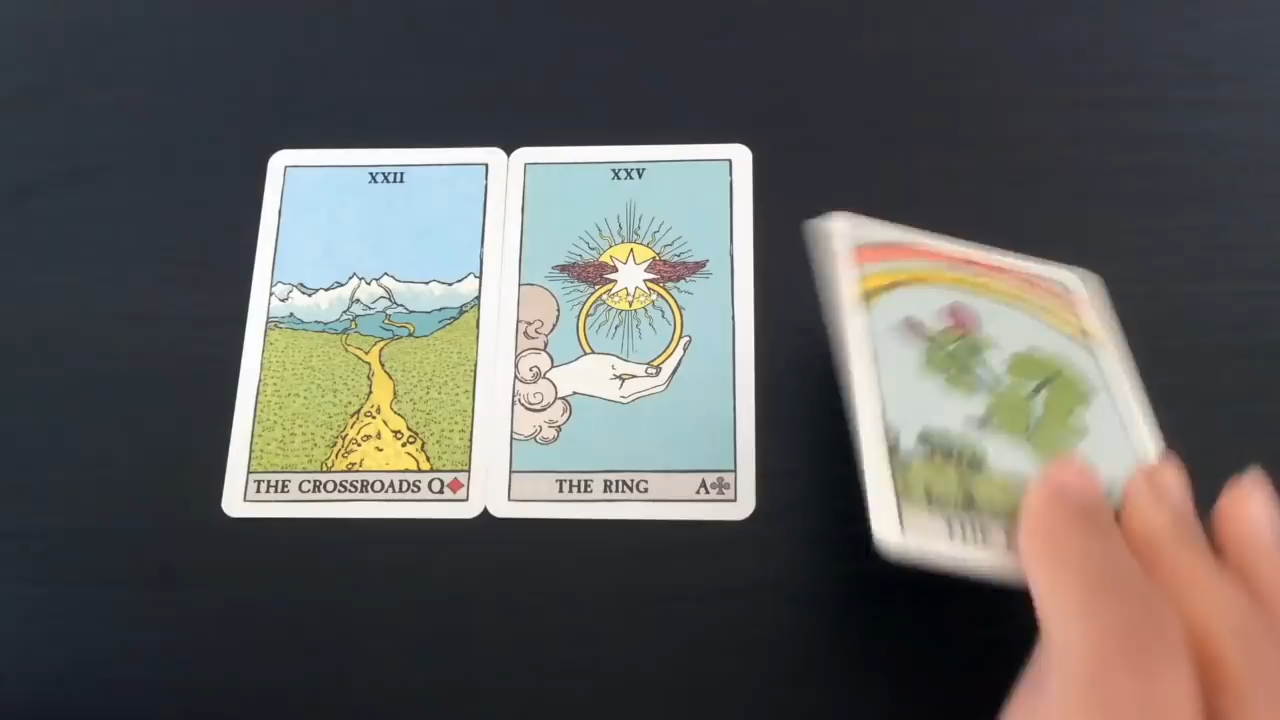 XXII
THE CROSSROADS Q♦
XXV
THE RING A♣